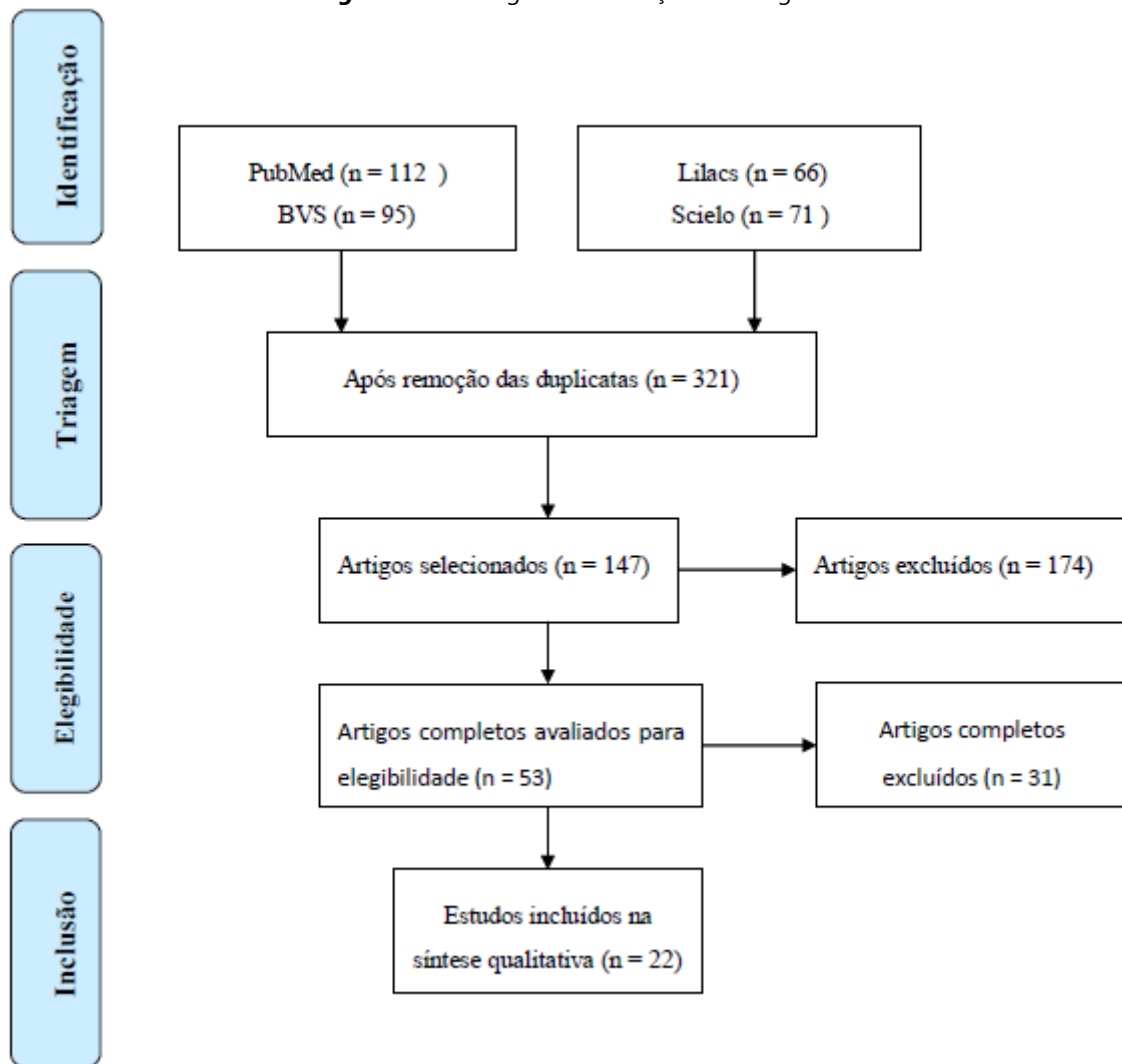 Identificação
PubMed (n = 112 )
BVS (n = 95)
Lilacs (n = 66)
Scielo (n = 71 )
Triagem
Após remoção das duplicatas (n = 321)
Elegibilidade
Artigos selecionados (n = 147)
Artigos excluídos (n = 174)
Artigos completos avaliados para
elegibilidade (n = 53)
Artigos completos
excluídos (n = 31)
Inclusão
Estudos incluídos na
síntese qualitativa (n = 22)